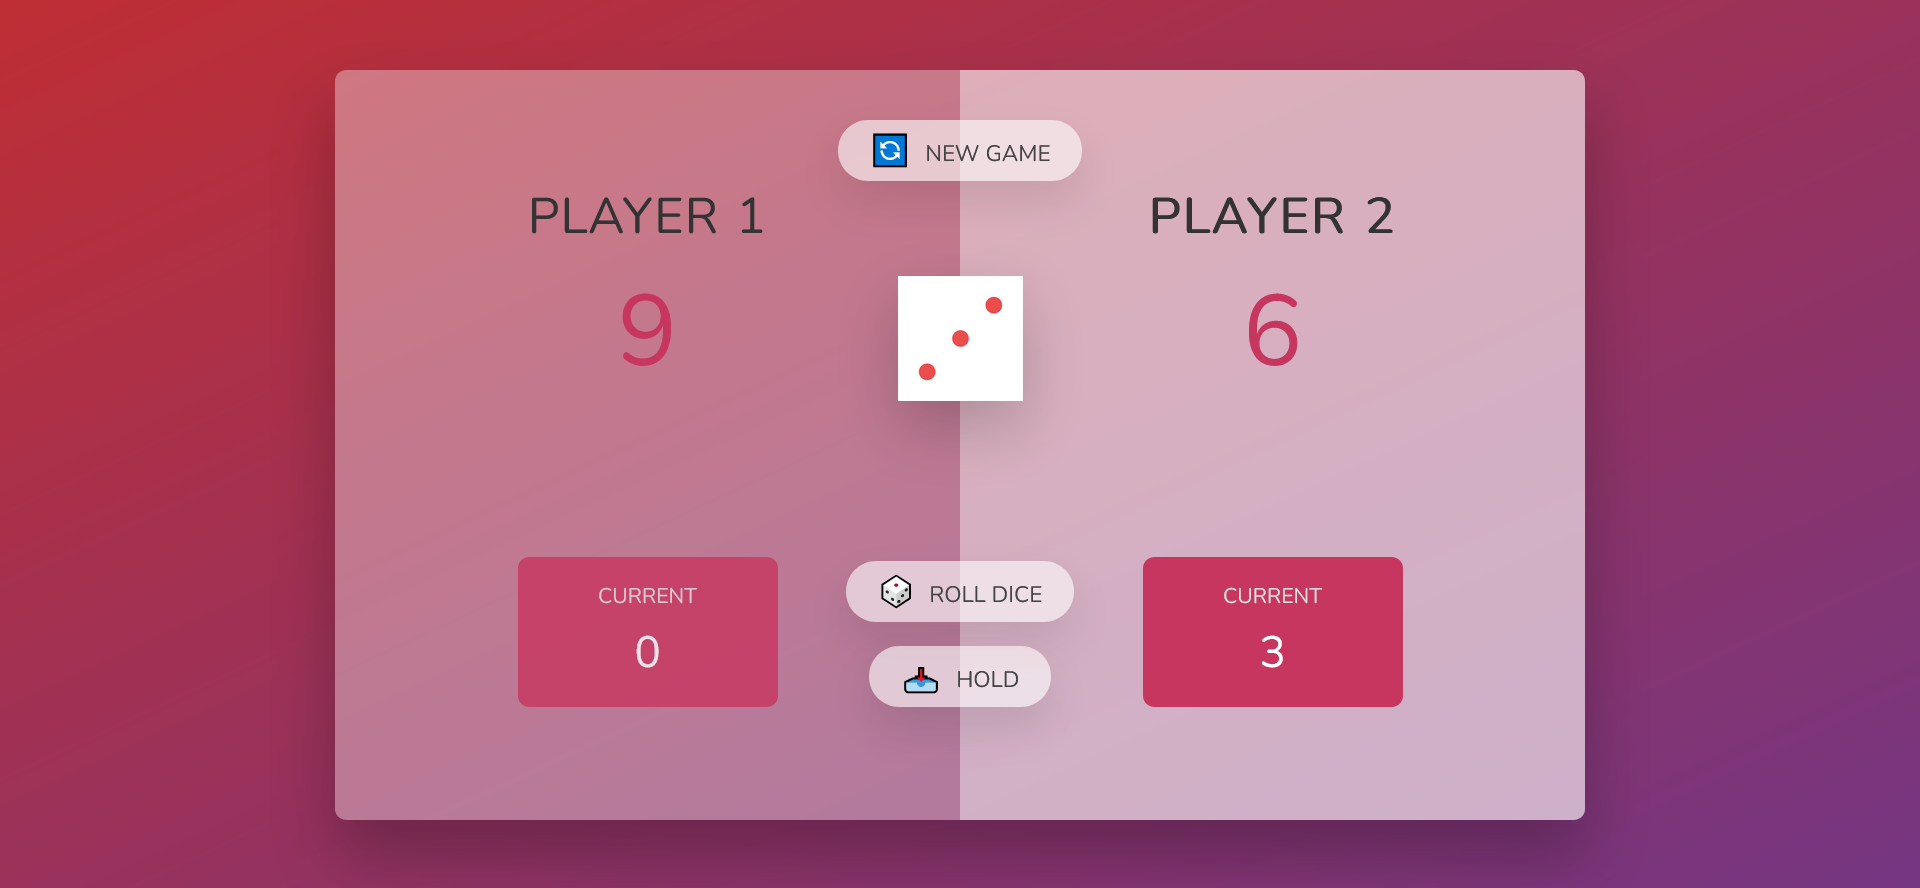 NEW GAME
PLAYER 1
PLAYER 2
9
6
CURRENT
0
ROLL DICE
HOLD
CURRENT
3